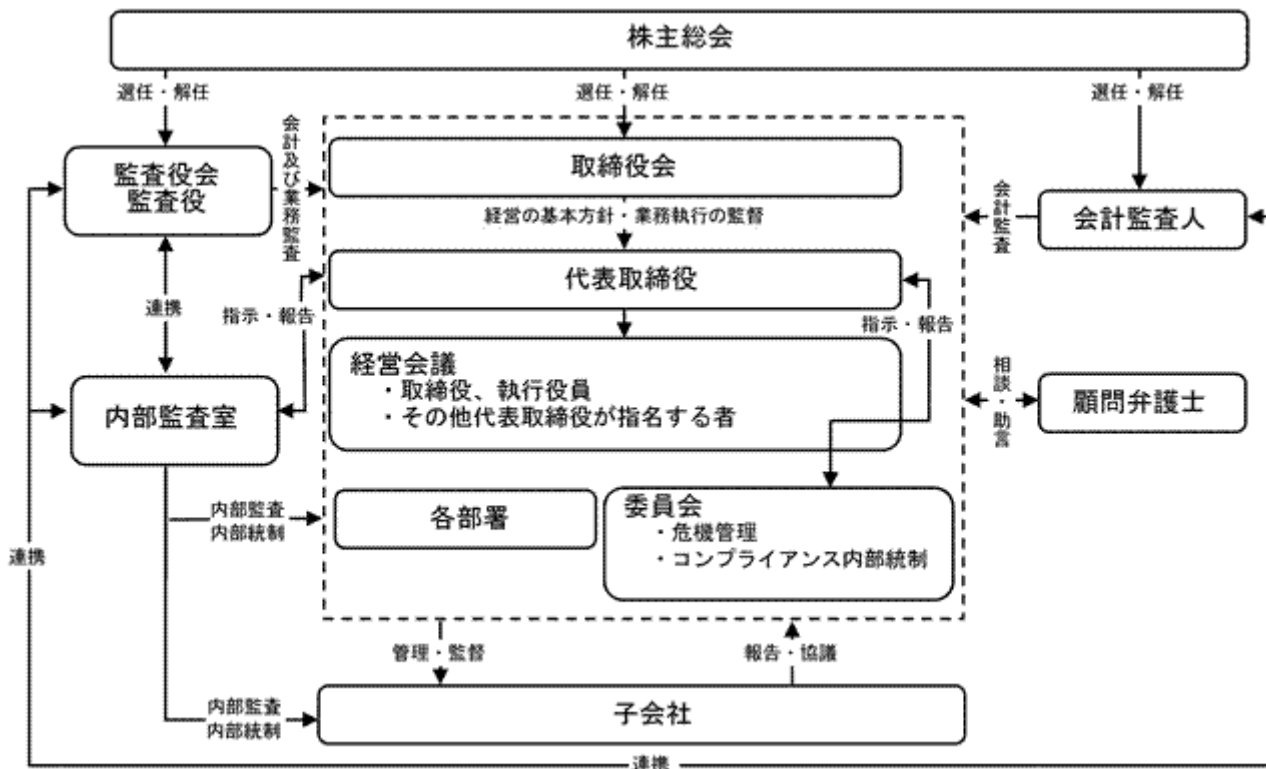 株主総会
選任・解任
選任・解任
選任・解任
監査役会
監査役
会計及び業務監査
取締役会
経営の基本方針・業務執行の監督
会計監査
会計監査人
代表取締役
連携
指示・報告
指示・報告
経営会議
・取締役、執行役員
・その他代表取締役が指名する者
内部監査室
相談・助言
顧問弁護士
内部監査
内部統制
各部署
委員会
・危機管理
・コンプライアンス内部統制
連携
管理・監督
報告・協議
内部監査
内部統制
子会社
連携